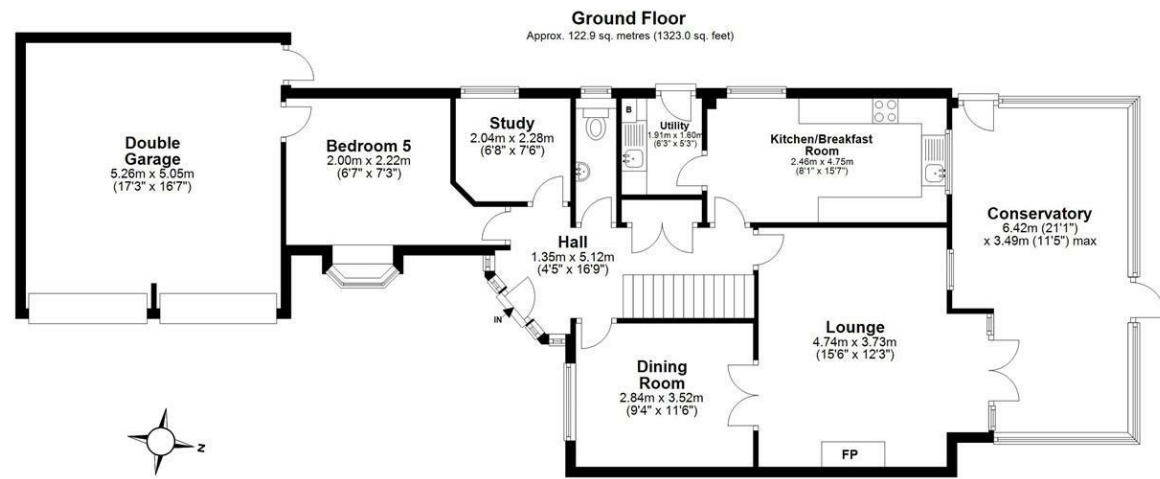 Ground Floor
Approx. 122.9 sq. metres (1323.0 sq. feet)
Double
Garage
5.26m x 5.05m
(17'3" x 16'7")
Bedroom 5
2.00m x 2.22m
(6'7" x 7'3")
Study
2.04m x 2.28m
(6'8" x 7'6")
B
Utility
1.91m x 1.60m
(6'3" x 5'3")
Kitchen/Breakfast
Room
2.46m x 4.75m
(8'1" x 15'7")
Conservatory
6.42m (21'1")
x 3.49m (11'5") max
Hall
1.35m x 5.12m
(4'5" x 16'9")
IN
Lounge
4.74m x 3.73m
(15'6" x 12'3")
Dining
Room
2.84m x 3.52m
(9'4" x 11'6")
FP
N